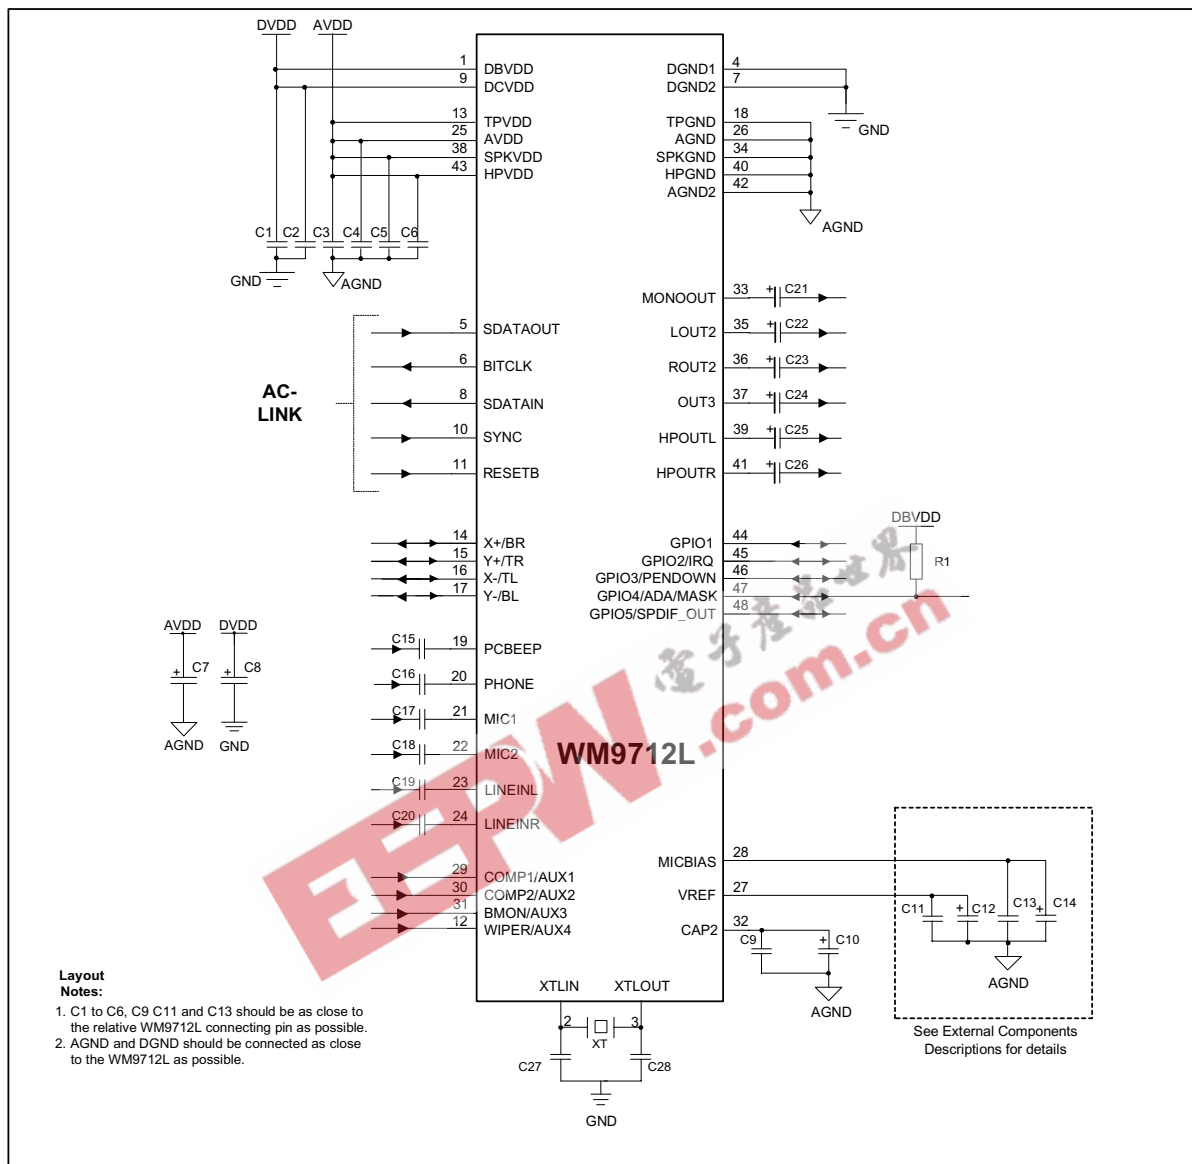 DVDD AVDD
1 DBVDD
9 DCVDD
13 TPVDD
25 AVDD
38 SPKVDD
43 HPVDD
C1 C2 C3 C4 C5 C6
GND AGND
DGND1 4
DGND2 7
GND
TPGND 18
AGND 26
SPKGND 34
HPGND 40
AGND2 42
AGND
AC-
LINK
5 SDATAOUT
6 BITCLK
8 SDATAIN
10 SYNC
11 RESETB
MONOOUT 33 + C21
LOUT2 35 + C22
ROUT2 36 + C23
OUT3 37 + C24
HPOUTL 39 + C25
HPOUTR 41 + C26
14 X+/BR
15 Y+/TR
16 X-/TL
17 Y-/BL
DBVDD
R1
GPIO1 44
GPIO2/IRQ 45
GPIO3/PENDOWN 46
GPIO4/ADA/MASK 47
GPIO5/SPDIF_OUT 48
AVDD DVDD
+ C7 + C8
AGND GND
C15 19 PCBEEP
C16 20 PHONE
C17 21 MIC1
C18 22 MIC2
C19 23 LINEINL
C20 24 LINEINR
WM9712L
EEPW
電子產品世界
.com.cn
29 COMP1/AUX1
30 COMP2/AUX2
31 BMON/AUX3
12 WIPER/AUX4
MICBIAS 28
VREF 27
CAP2 32
C9 + C10
AGND
C11 + C12 C13 + C14
AGND
See External Components
Descriptions for details
XTLIN XTLOUT
2 3
XT
C27 C28
GND
Layout
Notes:
1. C1 to C6, C9 C11 and C13 should be as close to
the relative WM9712L connecting pin as possible.
2. AGND and DGND should be connected as close
to the WM9712L as possible.